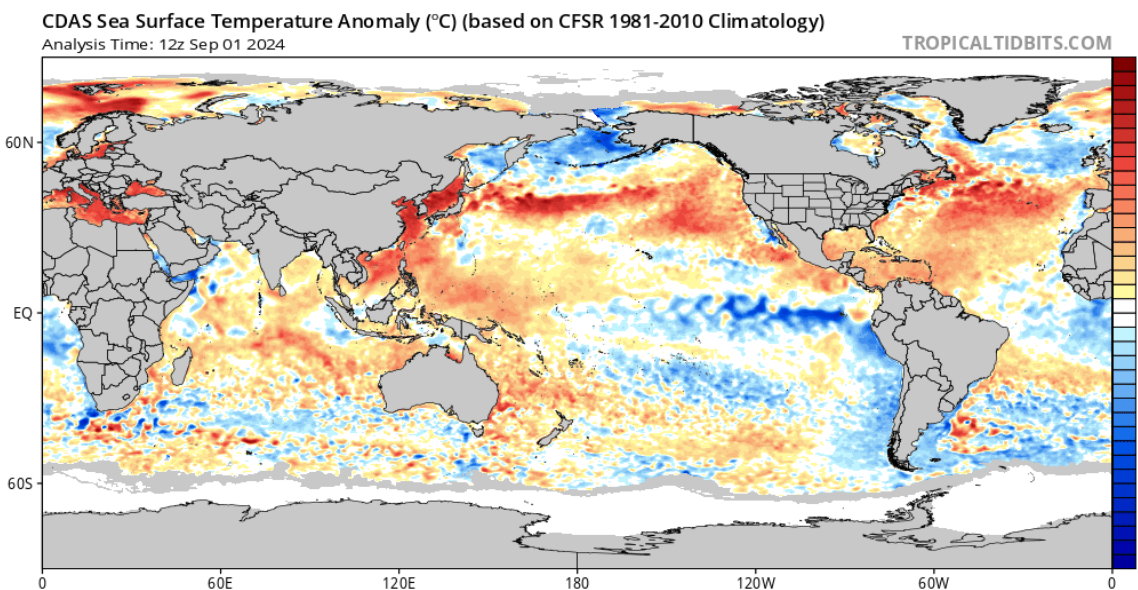 CDAS Sea Surface Temperature Anomaly (°C) (based on CFSR 1981-2010 Climatology)
Analysis Time: 12z Sep 01 2024
TROPICALTIDBITS.COM
60N
EQ
60S
0
60E
120E
180
120W
60W
0